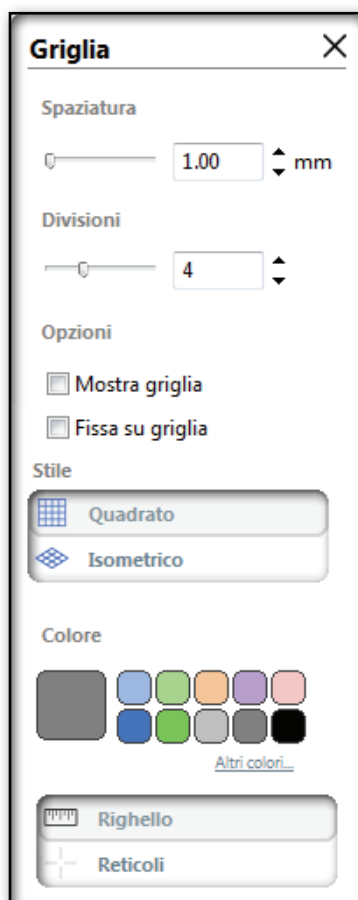 Griglia
Spaziatura
1.00 mm
Divisioni
4
Opzioni
Mostra griglia
Fissa su griglia
Stile
Quadrato
Isometrico
Colore
Altri colori...
Righello
Reticoli